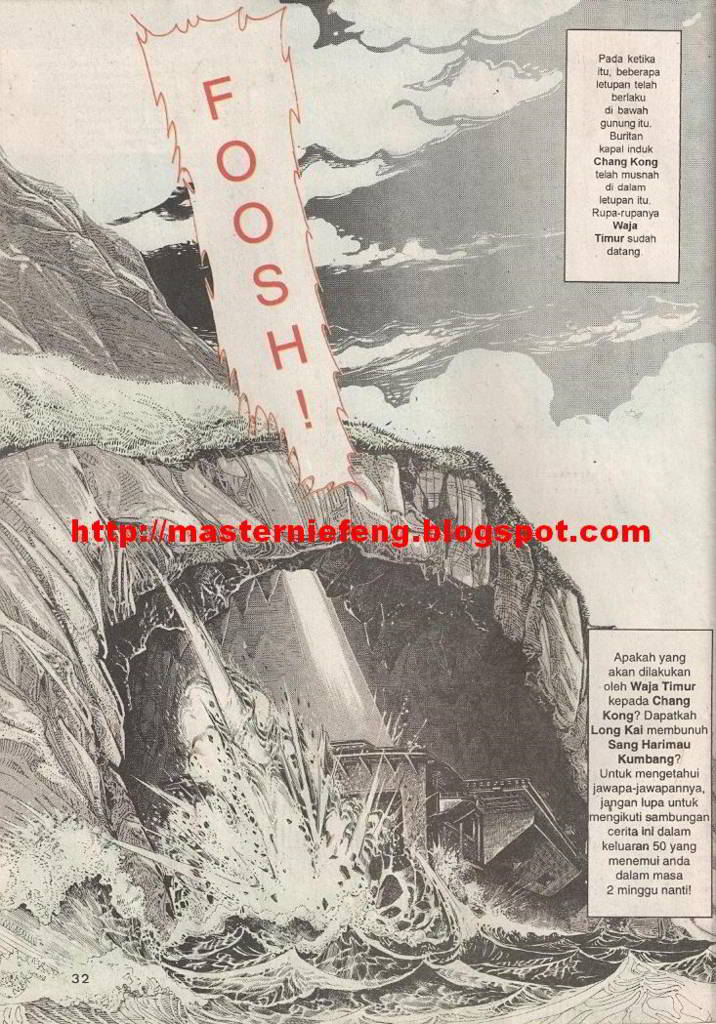 Pada ketika
itu, beberapa
letupan telah
berlaku
di bawah
gunung itu.
Buritan
kapal induk
Chang Kong
telah musnah
di dalam
letupan itu.
Rupa-rupanya
Waja
Timur sudah
datang
FOOSH!
http://masterniefeng.blogspot.com
Apakah yang
akan dilakukan
oleh Waja Timur
kepada Chang
Kong? Dapatkah
Long Kai membunuh
Sang Harimau
Kumbang?
Untuk mengetahui
jawapa-jawapannya,
jangan lupa untuk
mengikuti sambungan
cerita ini dalam
keluaran 50 yang
menemui anda
dalam masa
2 minggu nanti!
32